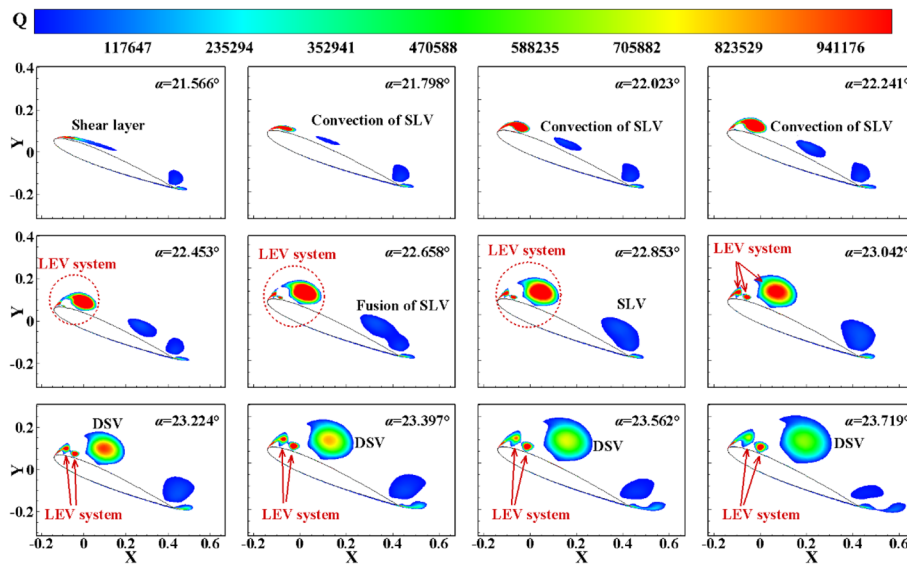 Q
117647 235294 352941 470588 588235 705882 823529 941176
0.4
0.2
Y
0
-0.2
α=21.566°
Shear layer
α=21.798°
Convection of SLV
α=22.023°
Convection of SLV
α=22.241°
Convection of SLV
0.2
Y
0
-0.2
α=22.453°
LEV system
α=22.658°
LEV system
Fusion of SLV
α=22.853°
LEV system
SLV
α=23.042°
LEV system
0.2
Y
0
-0.2
α=23.224°
DSV
LEV system
α=23.397°
DSV
LEV system
α=23.562°
DSV
LEV system
α=23.719°
DSV
LEV system
-0.2 0 0.2 0.4 0.6
X
-0.2 0 0.2 0.4 0.6
X
-0.2 0 0.2 0.4 0.6
X
-0.2 0 0.2 0.4 0.6
X